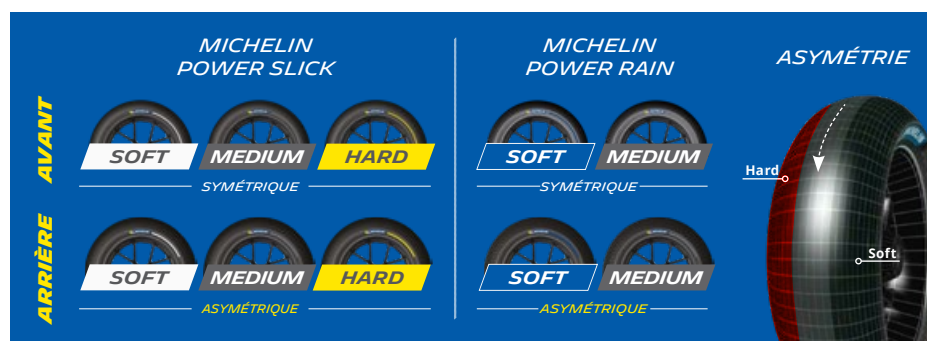 MICHELIN
POWER SLICK
MICHELIN
POWER RAIN
ASYMÉTRIE
AVANT
SOFT
MEDIUM
HARD
SYMÉTRIQUE
SOFT
MEDIUM
SYMÉTRIQUE
Hard
Soft
ARRIÈRE
SOFT
MEDIUM
HARD
ASYMÉTRIQUE
SOFT
MEDIUM
ASYMÉTRIQUE